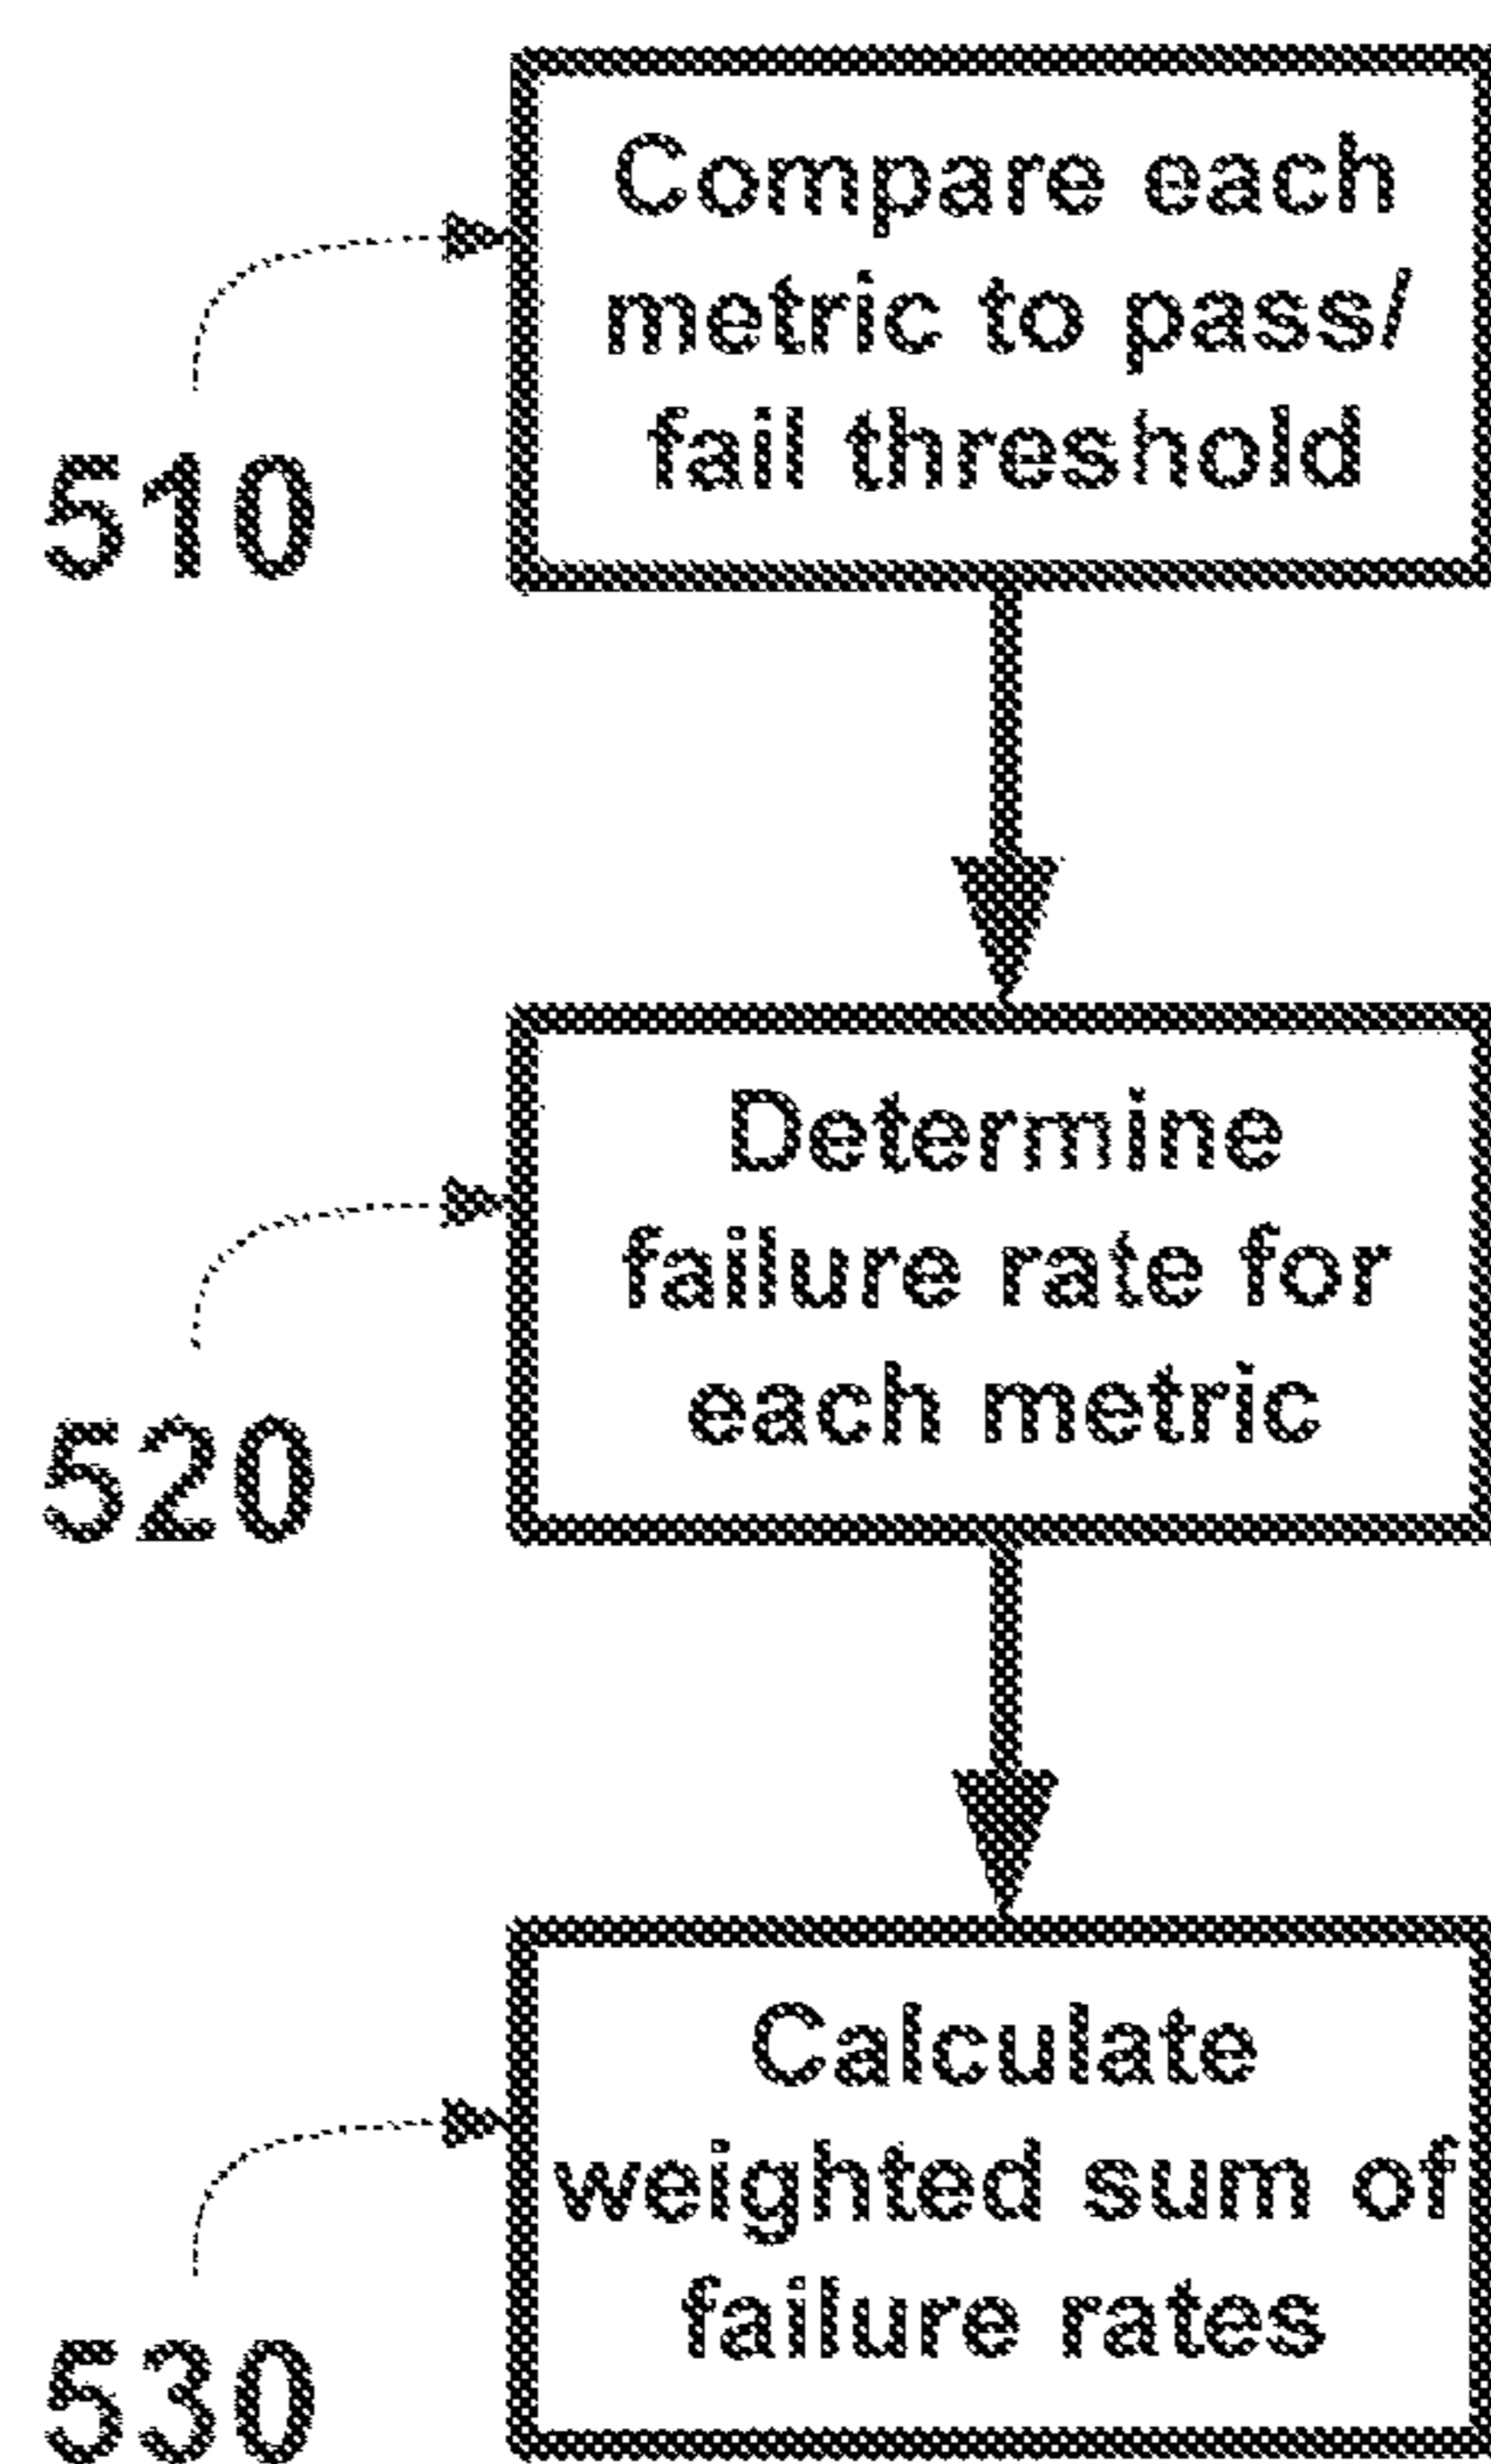 Compare each
metric to pass/
fail threshold
510
Determine
failure rate for
each metric
520
Calculate
weighted sum of
failure rates
530